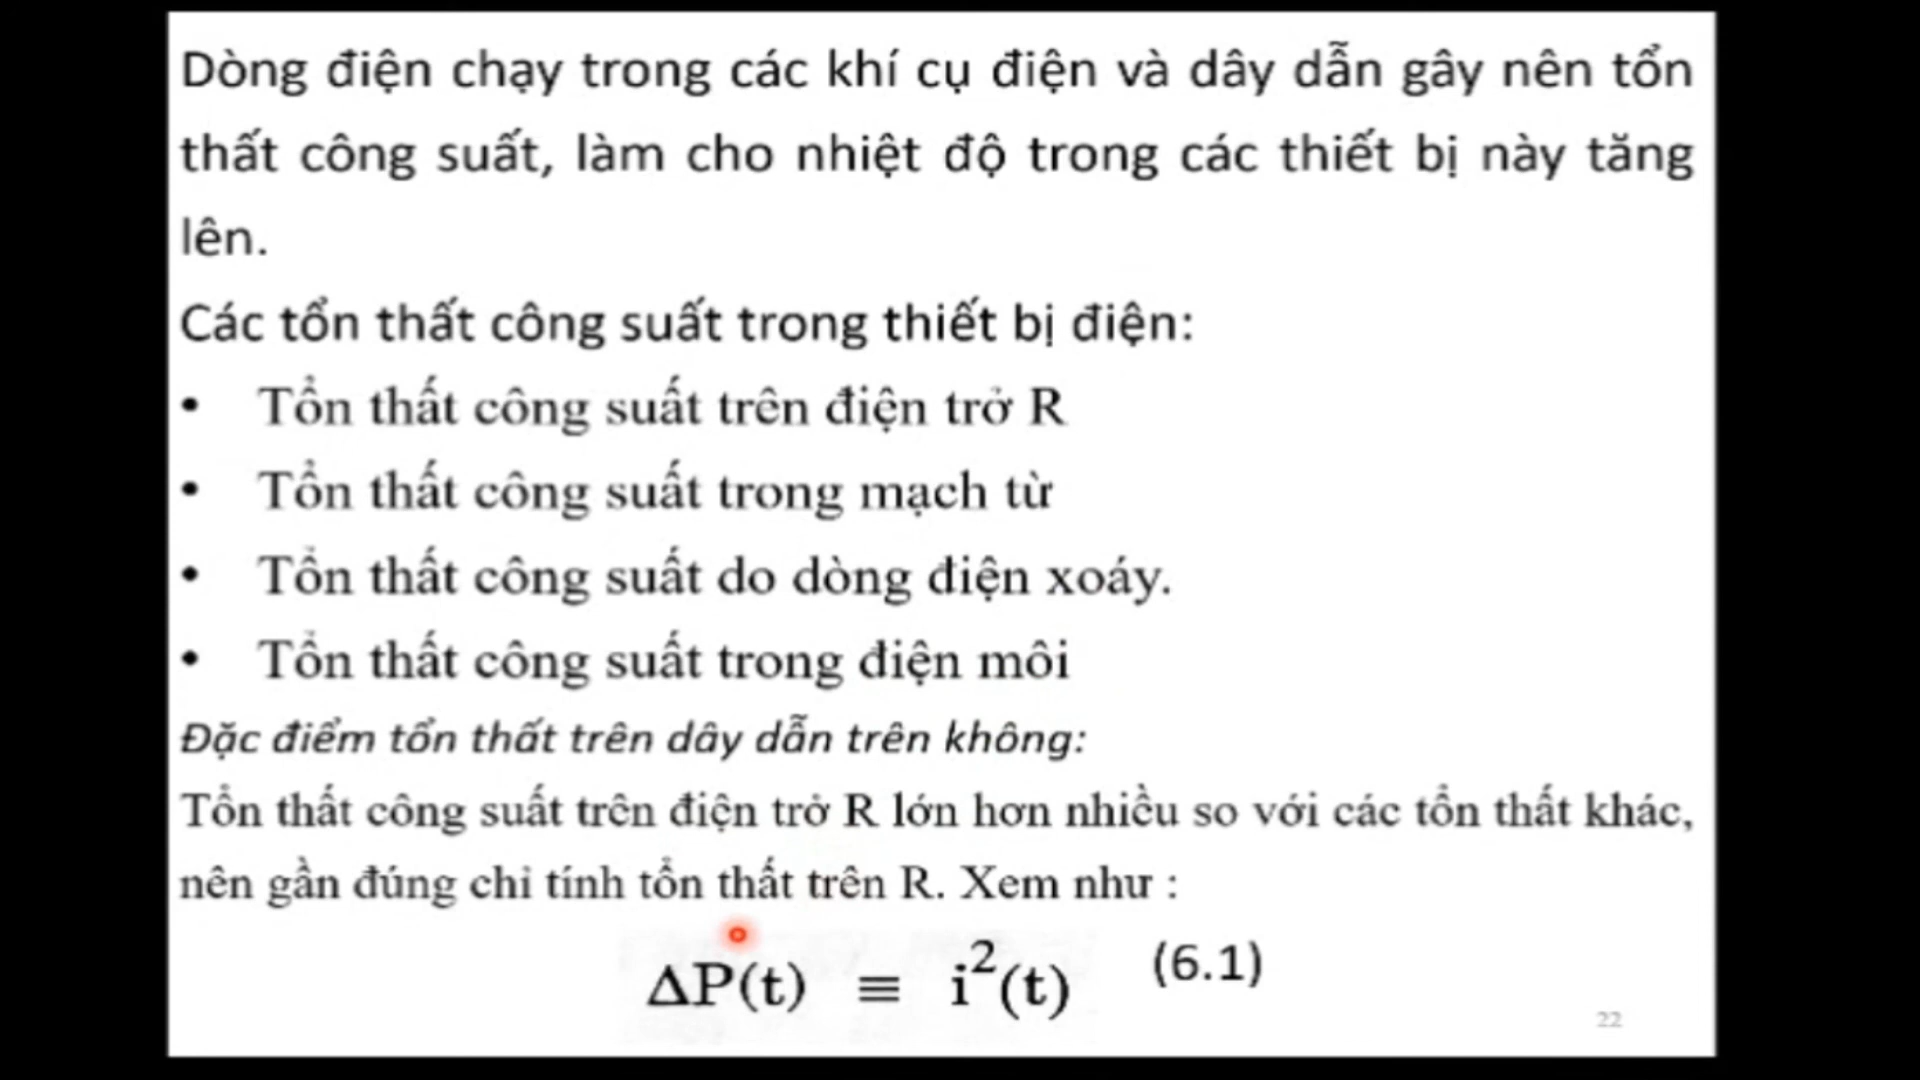 Dòng điện chạy trong các khí cụ điện và dây dẫn gây nên tổn
thất công suất, làm cho nhiệt độ trong các thiết bị này tăng
lên.
Các tổn thất công suất trong thiết bị điện:
• Tổn thất công suất trên điện trở R
• Tổn thất công suất trong mạch từ
• Tổn thất công suất do dòng điện xoáy.
• Tổn thất công suất trong điện môi
Đặc điểm tổn thất trên dây dẫn trên không:
Tổn thất công suất trên điện trở R lớn hơn nhiều so với các tổn thất khác,
nên gần đúng chỉ tính tổn thất trên R. Xem như :
ΔP(t) ≡ i²(t) (6.1)
22